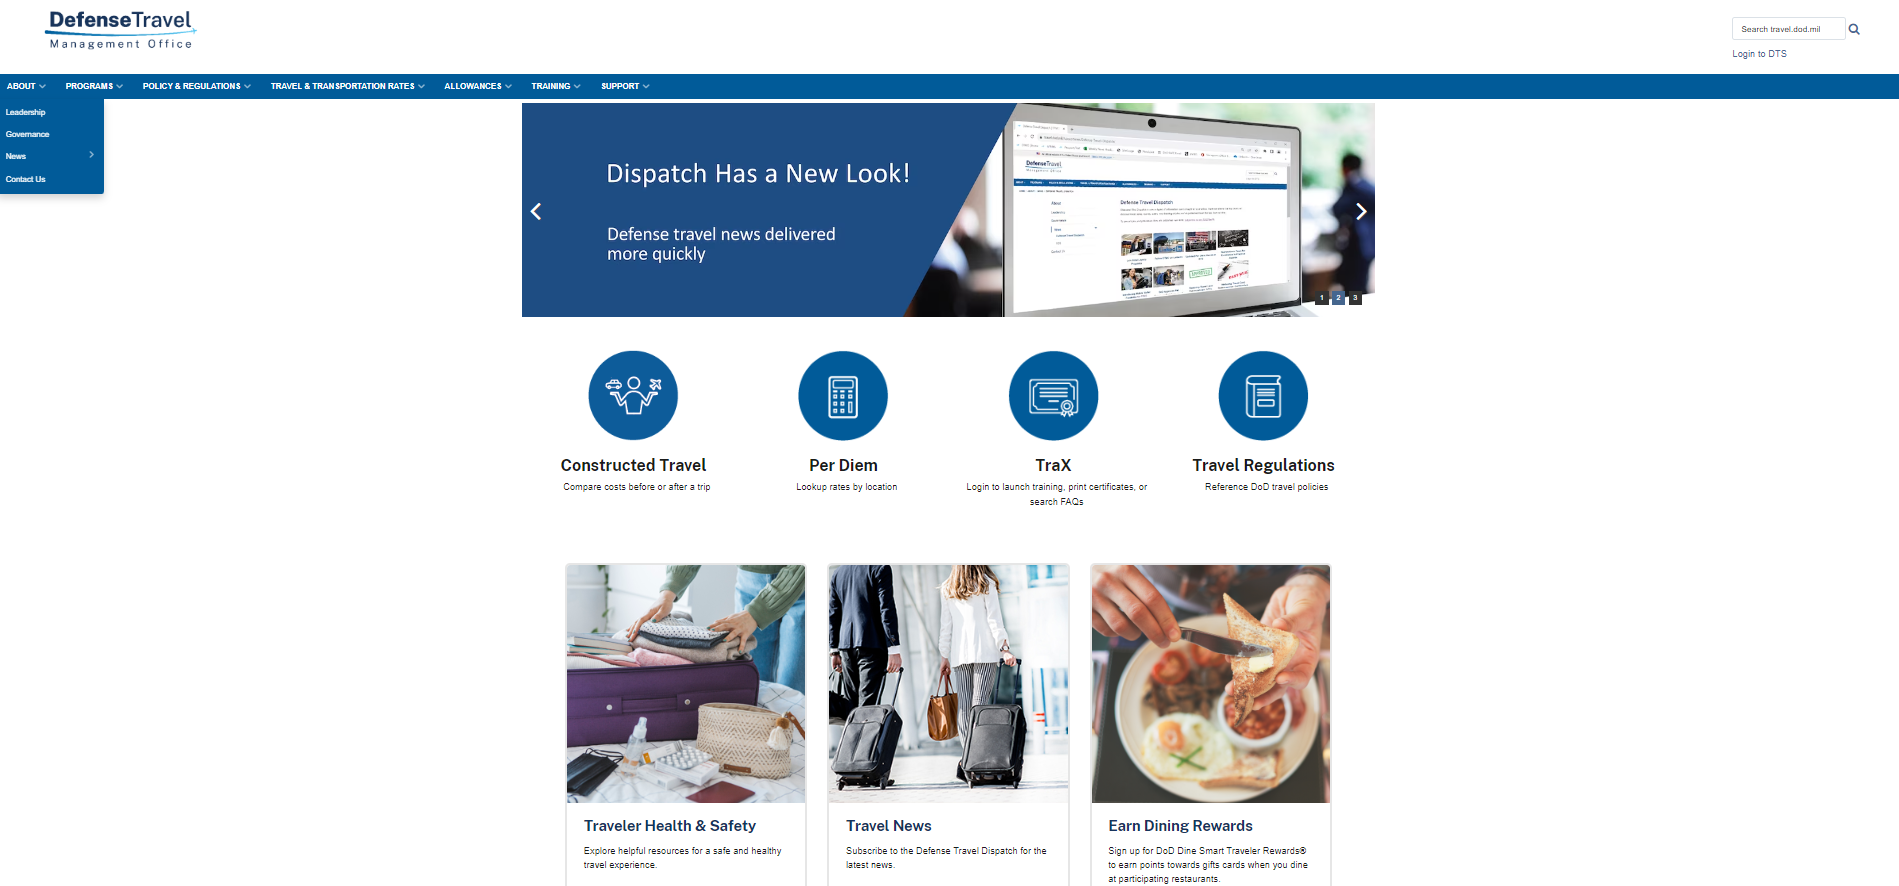 DefenseTravel
Management Office
Search travel.dod.mil
Login to DTS
ABOUT PROGRAMS POLICY & REGULATIONS TRAVEL & TRANSPORTATION RATES ALLOWANCES TRAINING SUPPORT
Leadership
Governance
News
Contact Us
Dispatch Has a New Look!
Defense travel news delivered
more quickly
DefenseTravel
Management Office
Defense Travel Dispatch
1 2 3
Constructed Travel
Compare costs before or after a trip
Per Diem
Lookup rates by location
TraX
Login to launch training, print certificates, or
search FAQs
Travel Regulations
Reference DoD travel policies
Traveler Health & Safety
Explore helpful resources for a safe and healthy
travel experience.
Travel News
Subscribe to the Defense Travel Dispatch for the
latest news.
Earn Dining Rewards
Sign up for DoD Dine Smart Traveler Rewards®
to earn points towards gifts cards when you dine
at participating restaurants.